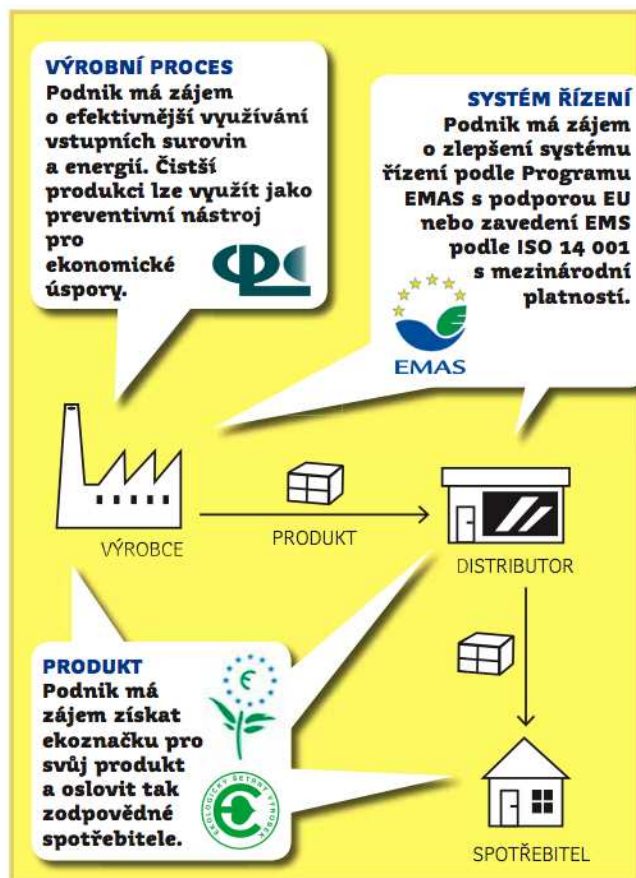 VÝROBNÍ PROCES
Podnik má zájem
o efektivnější využívání
vstupních surovin
a energií. Čistší
produkci lze využít jako
preventivní nástroj
pro
ekonomické
úspory.
SYSTÉM ŘÍZENÍ
Podnik má zájem
o zlepšení systému
řízení podle Programu
EMAS s podporou EU
nebo zavedení EMS
podle ISO 14 001
s mezinárodní
platností.
EMAS
VÝROBCE
PRODUKT
DISTRIBUTOR
PRODUKT
Podnik má
zájem získat
ekoznačku pro
svůj produkt
a oslovit tak
zodpovědné
spotřebitele.
EKOLOGICKY ŠETRNÝ VÝROBEK
SPOTŘEBITEL